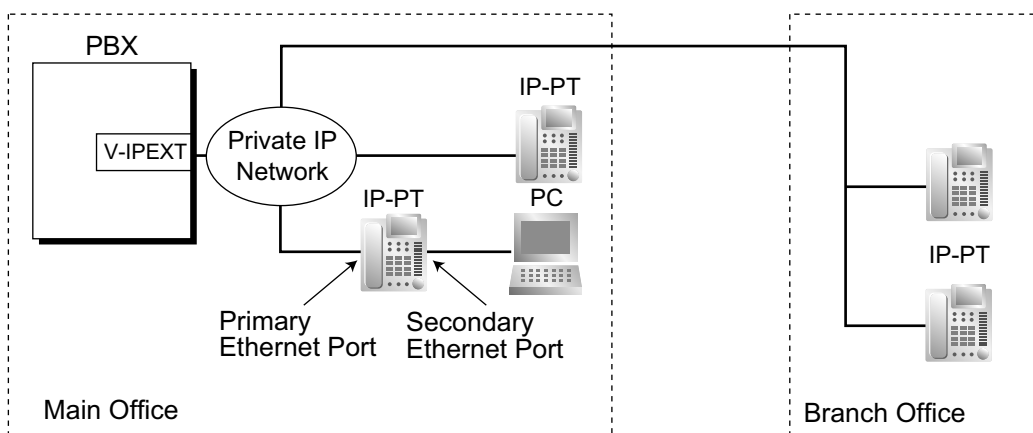 PBX
V-IPEXT
Private IP
Network
IP-PT
IP-PT
PC
Primary
Ethernet Port
Secondary
Ethernet Port
Main Office
IP-PT
Branch Office